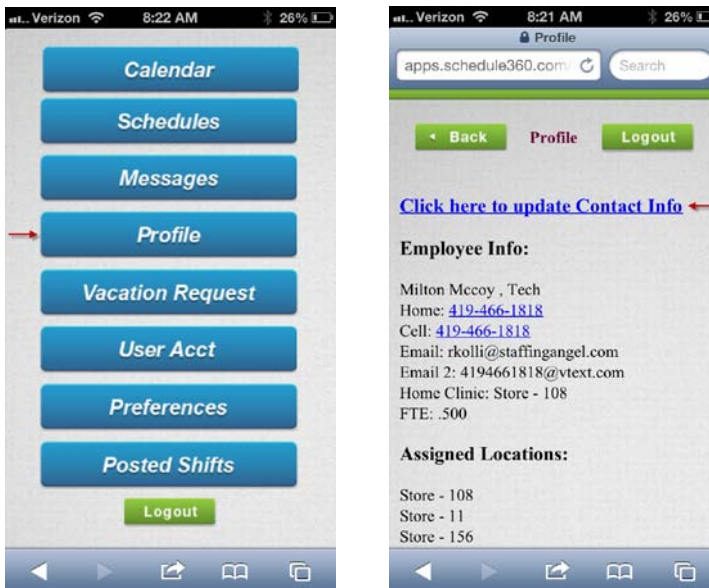 Verizon 8:22 AM 26%
Calendar
Schedules
Messages
Profile
Vacation Request
User Acct
Preferences
Posted Shifts
Logout
Verizon 8:21 AM 26%
Profile
apps.schedule360.com/ Search
Back Profile Logout
Click here to update Contact Info
Employee Info:
Milton Mccoy , Tech
Home: 419-466-1818
Cell: 419-466-1818
Email: rkolli@staffingangel.com
Email 2: 4194661818@vtext.com
Home Clinic: Store - 108
FTE: .500
Assigned Locations:
Store - 108
Store - 11
Store - 156